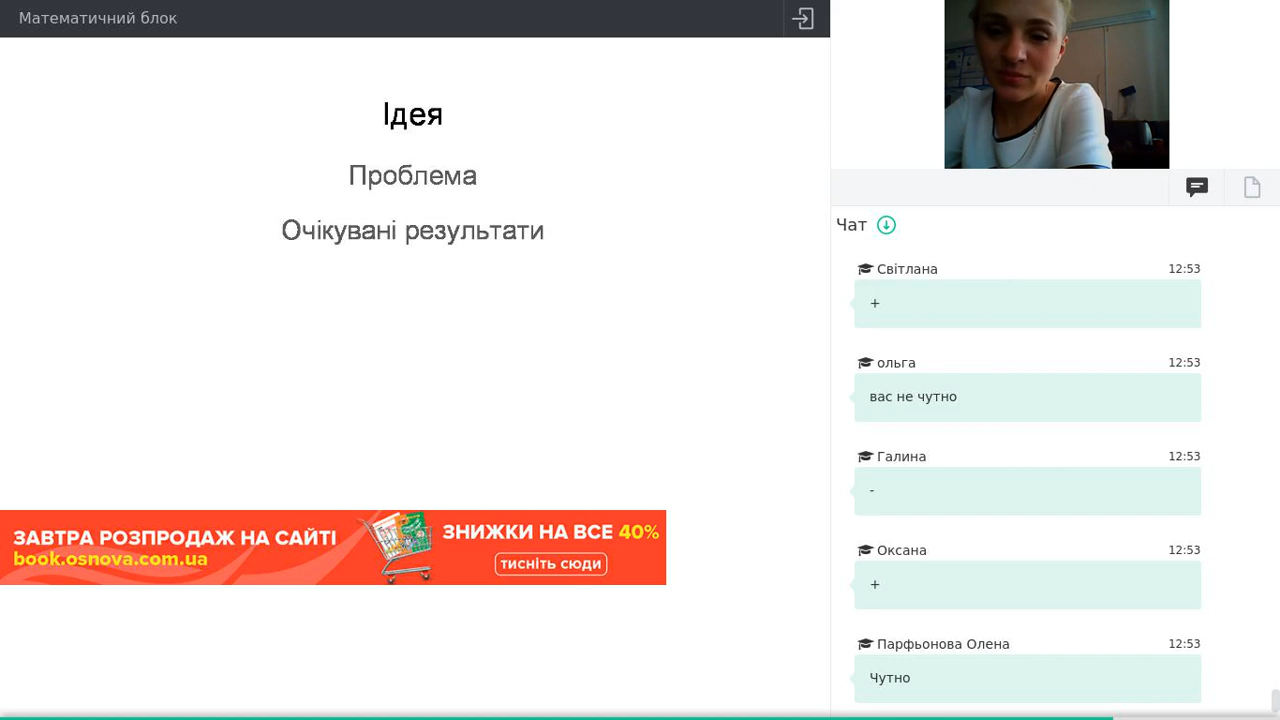 Математичний блок
Ідея
Проблема
Очікувані результати
ЗАВТРА РОЗПРОДАЖ НА САЙТІ
book.osnova.com.ua
ЗНИЖКИ НА ВСЕ 40%
тисніть сюди
Чат
Світлана 12:53
+
ольга 12:53
вас не чутно
Галина 12:53
-
Оксана 12:53
+
Парфьонова Олена 12:53
Чутно